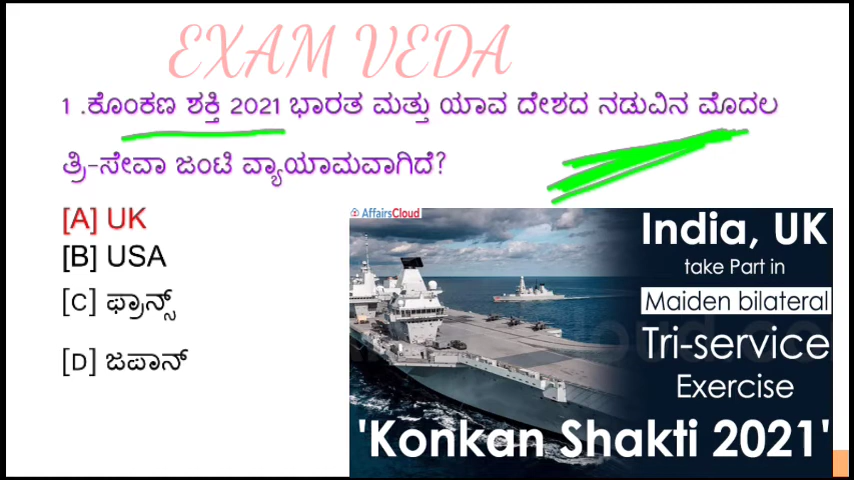 EXAM VEDA
1 .ಕೊಂಕಣ ಶಕ್ತಿ 2021 ಭಾರತ ಮತ್ತು ಯಾವ ದೇಶದ ನಡುವಿನ ಮೊದಲ
ತ್ರಿ-ಸೇವಾ ಜಂಟಿ ವ್ಯಾಯಾಮವಾಗಿದೆ?
[A] UK
[B] USA
[C] ಫ್ರಾನ್ಸ್
[D] ಜಪಾನ್
AffairsCloud
India, UK
take Part in
Maiden bilateral
Tri-service
Exercise
'Konkan Shakti 2021'